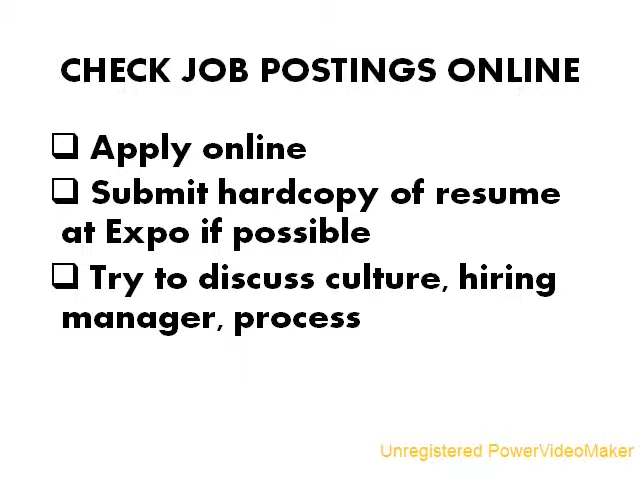 CHECK JOB POSTINGS ONLINE
❑ Apply online
❑ Submit hardcopy of resume
at Expo if possible
❑ Try to discuss culture, hiring
manager, process
Unregistered PowerVideoMaker